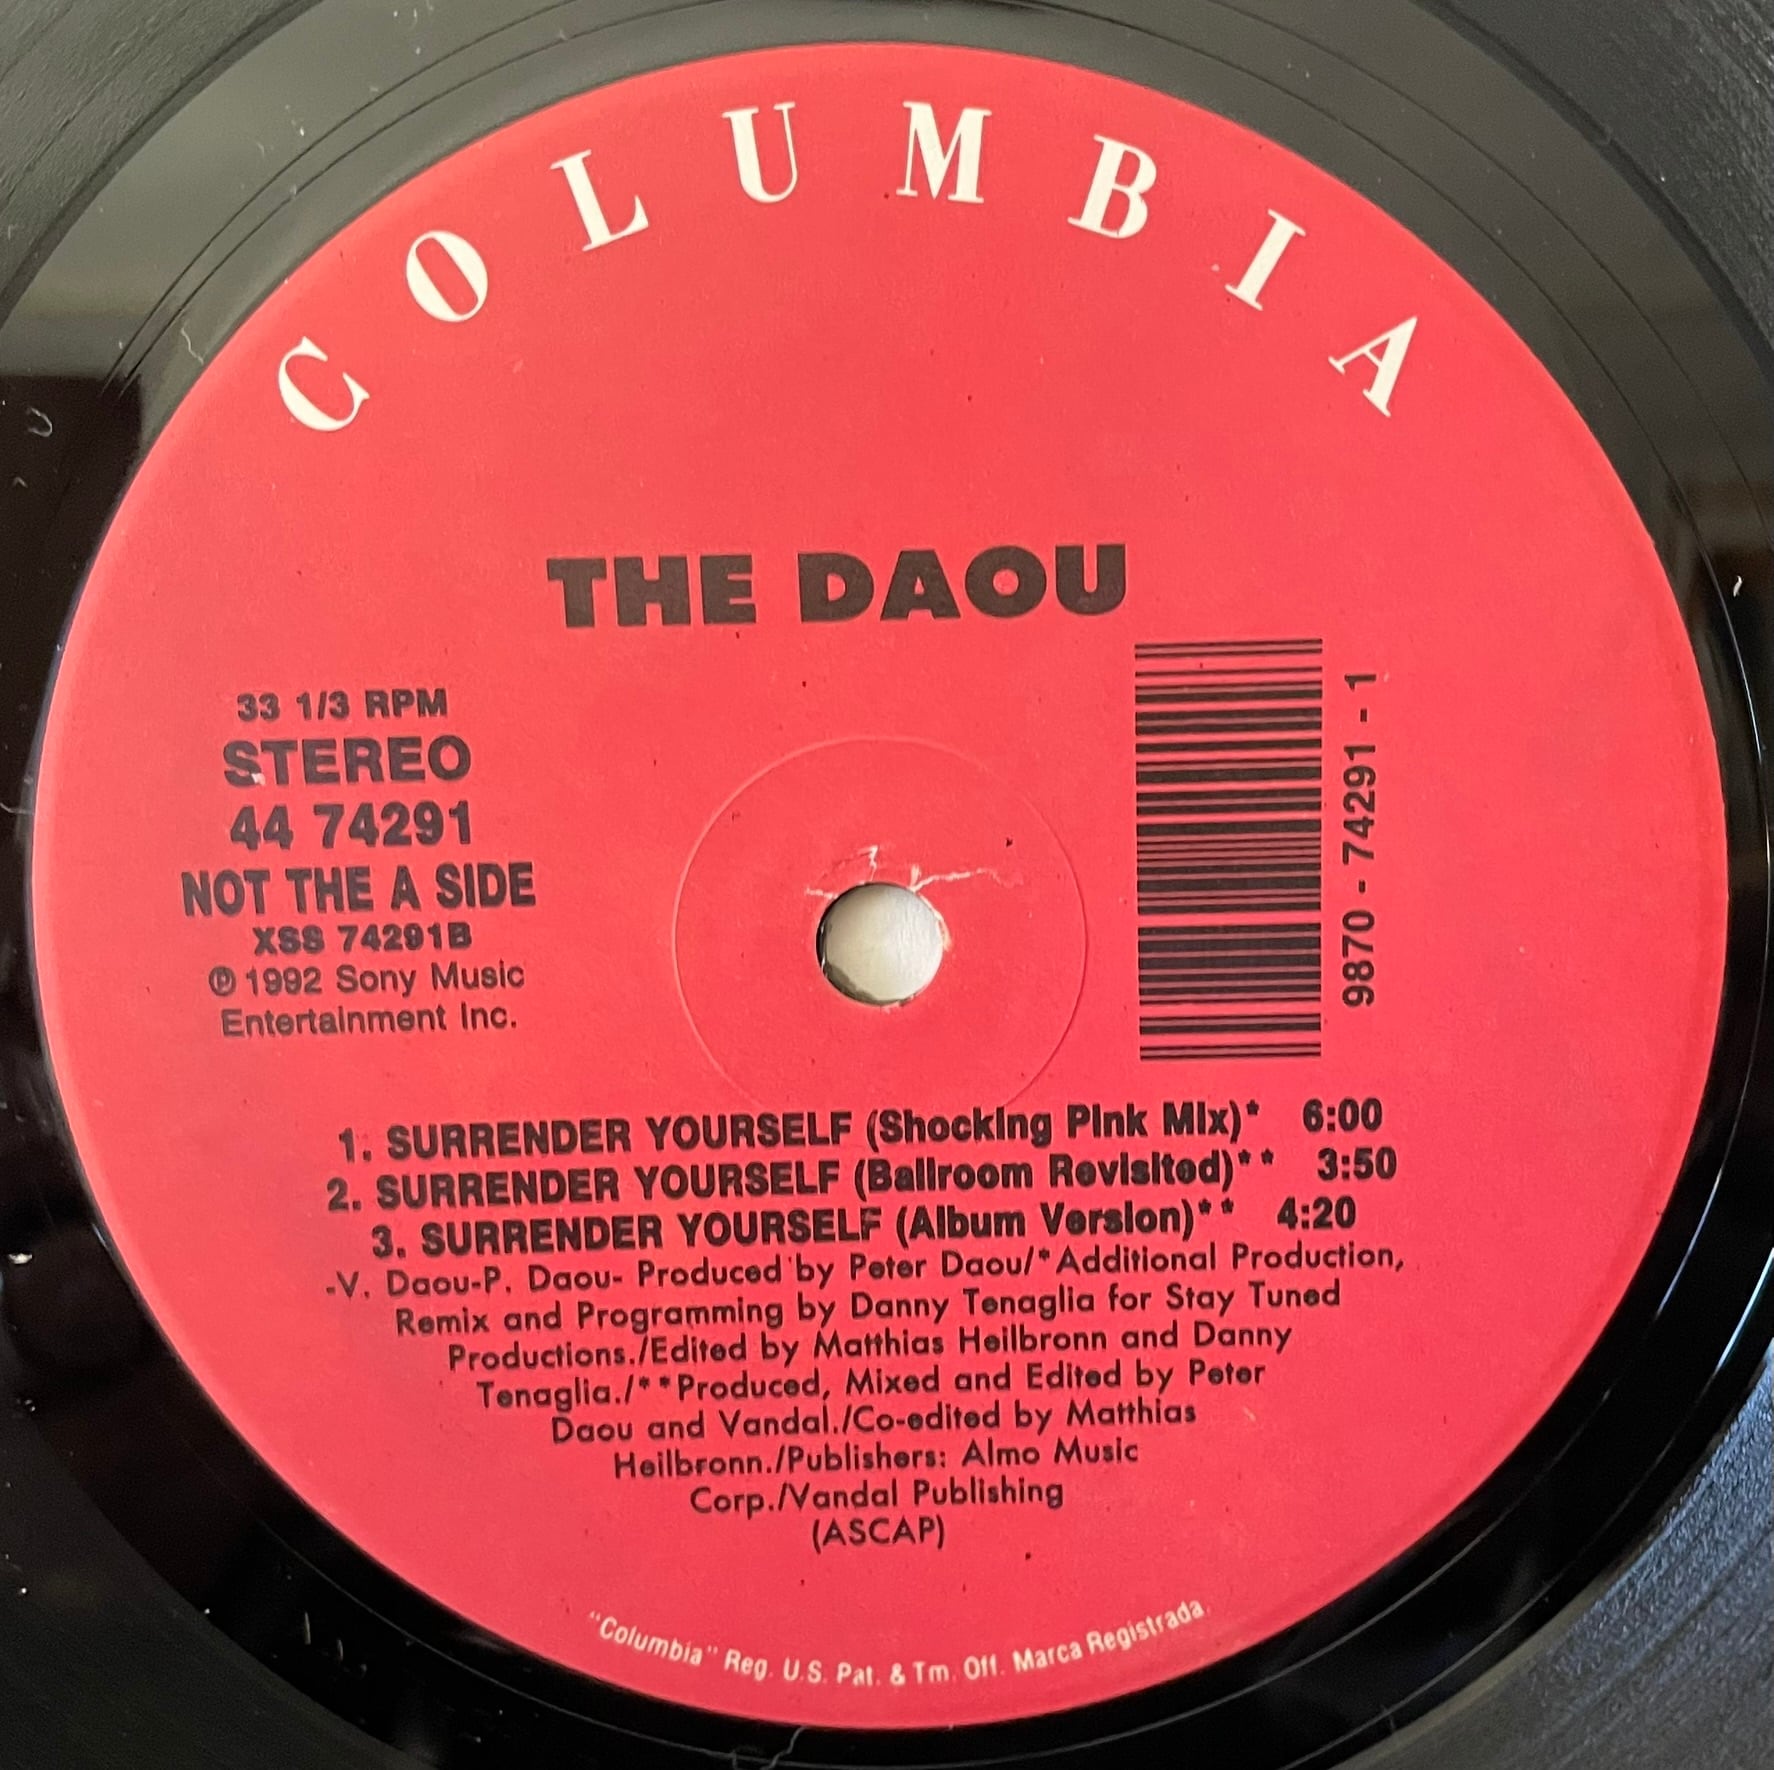 COLUMBIA
THE DAOU
33 1/3 RPM
STEREO
44 74291
NOT THE A SIDE
XSS 74291B
℗ 1992 Sony Music
Entertainment Inc.
9870 - 74291 - 1
1. SURRENDER YOURSELF (Shocking Pink Mix)* 6:00
2. SURRENDER YOURSELF (Ballroom Revisited)** 3:50
3. SURRENDER YOURSELF (Album Version)** 4:20
-V. Daou-P. Daou- Produced by Peter Daou/*Additional Production,
Remix and Programming by Danny Tenaglia for Stay Tuned
Productions./Edited by Matthias Heilbronn and Danny
Tenaglia./**Produced, Mixed and Edited by Peter
Daou and Vandal./Co-edited by Matthias
Heilbronn./Publishers: Almo Music
Corp./Vandal Publishing
(ASCAP)
"Columbia" Reg. U.S. Pat. & Tm. Off. Marca Registrada.